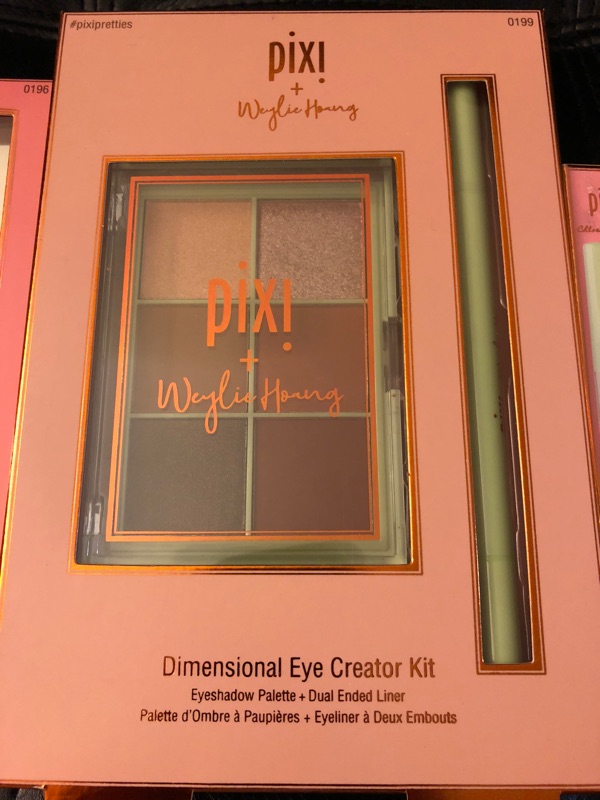 #pixipretties
0199
pixi
+
Weylie Hoang
0196
pixi
+
Weylie Hoang
Dimensional Eye Creator Kit
Eyeshadow Palette + Dual Ended Liner
Palette d'Ombre à Paupières + Eyeliner à Deux Embouts